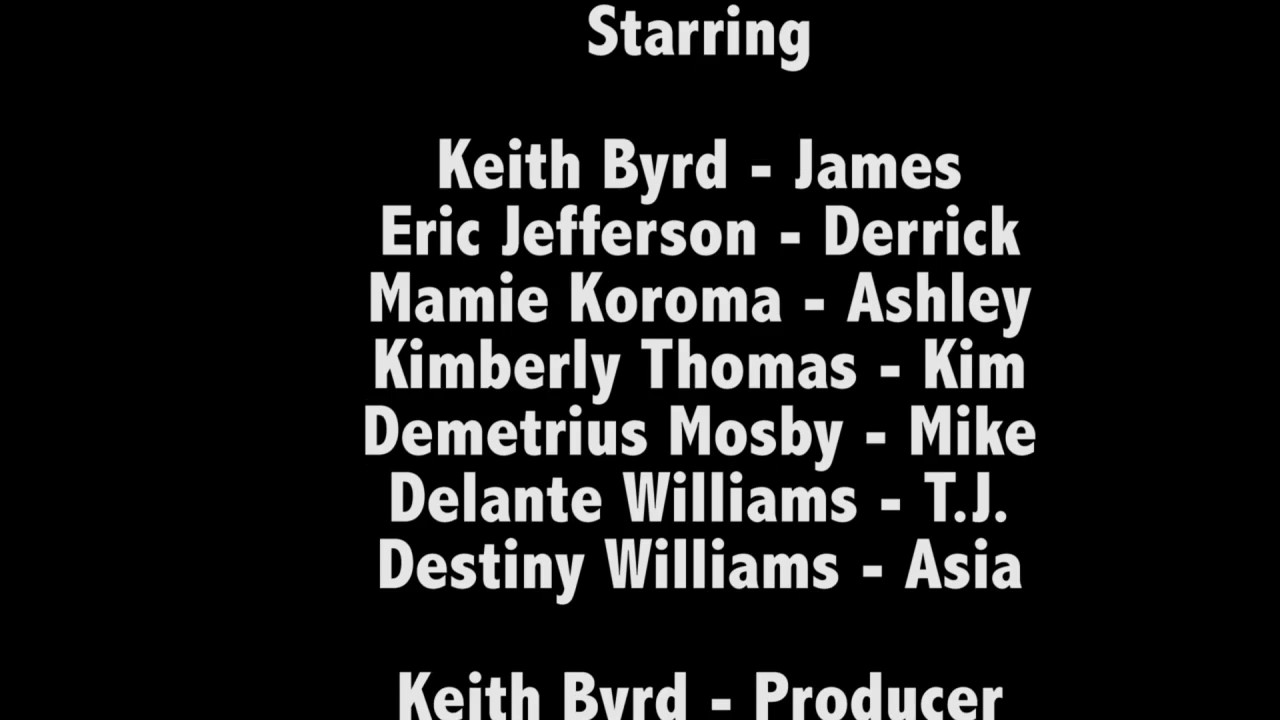 Starring
Keith Byrd - James
Eric Jefferson - Derrick
Mamie Koroma - Ashley
Kimberly Thomas - Kim
Demetrius Mosby - Mike
Delante Williams - T.J.
Destiny Williams - Asia
Keith Byrd - Producer